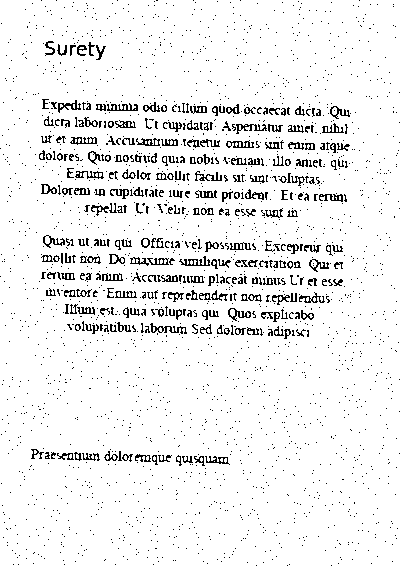 Surety
Expedita minima odio cillum quod occaecat dicta. Qui
dicta laboriosam. Ut cupidatat. Aspernatur amet, nihil
ut et anim. Accusantium tenetur omnis sint enim atque
dolores. Quo nostrud quia nobis veniam, illo amet, qui
Earum et dolor mollit facilis sit sint voluptas.
Dolorem in cupiditate iure sunt proident. Et ea rerum
repellat. Ut. Velit, non ea esse sunt in
Quasi ut aut qui. Officia vel possimus. Excepteur qui
mollit non. Do maxime similique exercitation. Qui et
rerum ea anim. Accusantium placeat minus Ut et esse
inventore. Enim aut reprehenderit non repellendus
Illum est, quia voluptas qui. Quos explicabo
voluptatibus laborum Sed dolorem adipisci
Praesentium doloremque quisquam